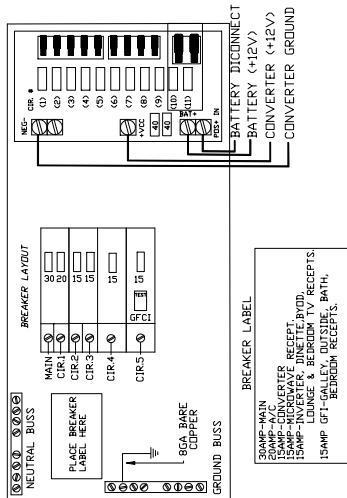 CIR. #
(1)
(2)
(3)
(4)
(5)
(6)
(7)
(8)
(9)
(10)
(11)
NEG-
+VCC
40
40
BAT+
POS+ IN
BATTERY DICONNECT
BATTERY (+12V)
CONVERTER (+12V)
CONVERTER GROUND
BREAKER LAYOUT
30 20
15 15
15
15
TEST
GFCI
MAIN
CIR.1
CIR.2
CIR.3
CIR.4
CIR.5
NEUTRAL BUSS
PLACE BREAKER
LABEL HERE
8GA BARE
COPPER
GROUND BUSS
BREAKER LABEL
30AMP-MAIN
20AMP-A/C
15AMP-CONVERTER
15AMP-MICROWAVE RECEPT.
15AMP-INVERTER, DINETTE,BYOD,
LOUNGE & BEDROOM TV RECEPTS.
15AMP GFI-GALLEY, OUTSIDE, BATH,
BEDROOM RECEPTS.